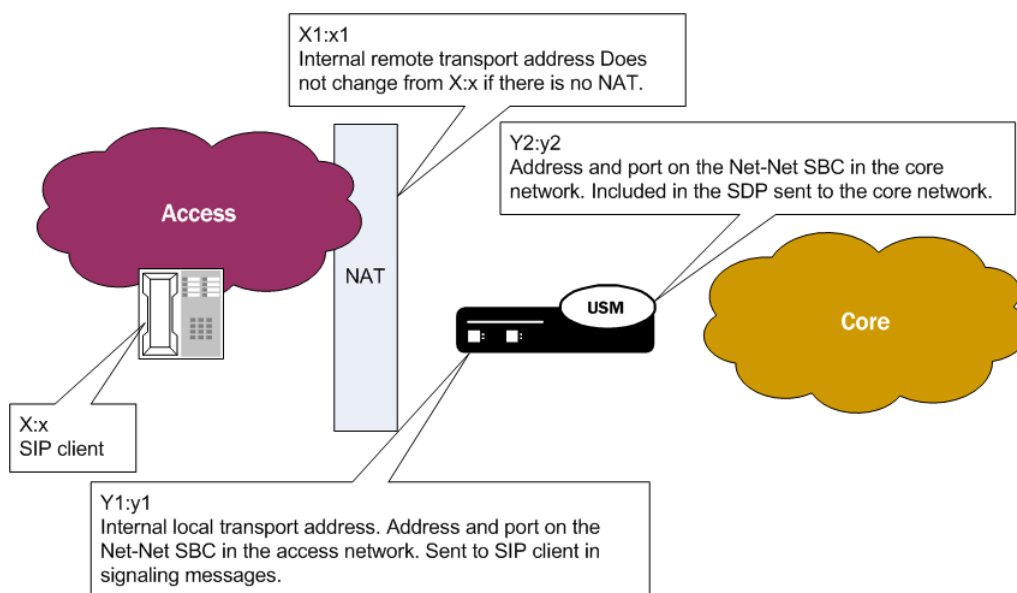 X1:x1
Internal remote transport address Does
not change from X:x if there is no NAT.
Y2:y2
Address and port on the Net-Net SBC in the core
network. Included in the SDP sent to the core network.
Access
NAT
USM
Core
X:x
SIP client
Y1:y1
Internal local transport address. Address and port on the
Net-Net SBC in the access network. Sent to SIP client in
signaling messages.